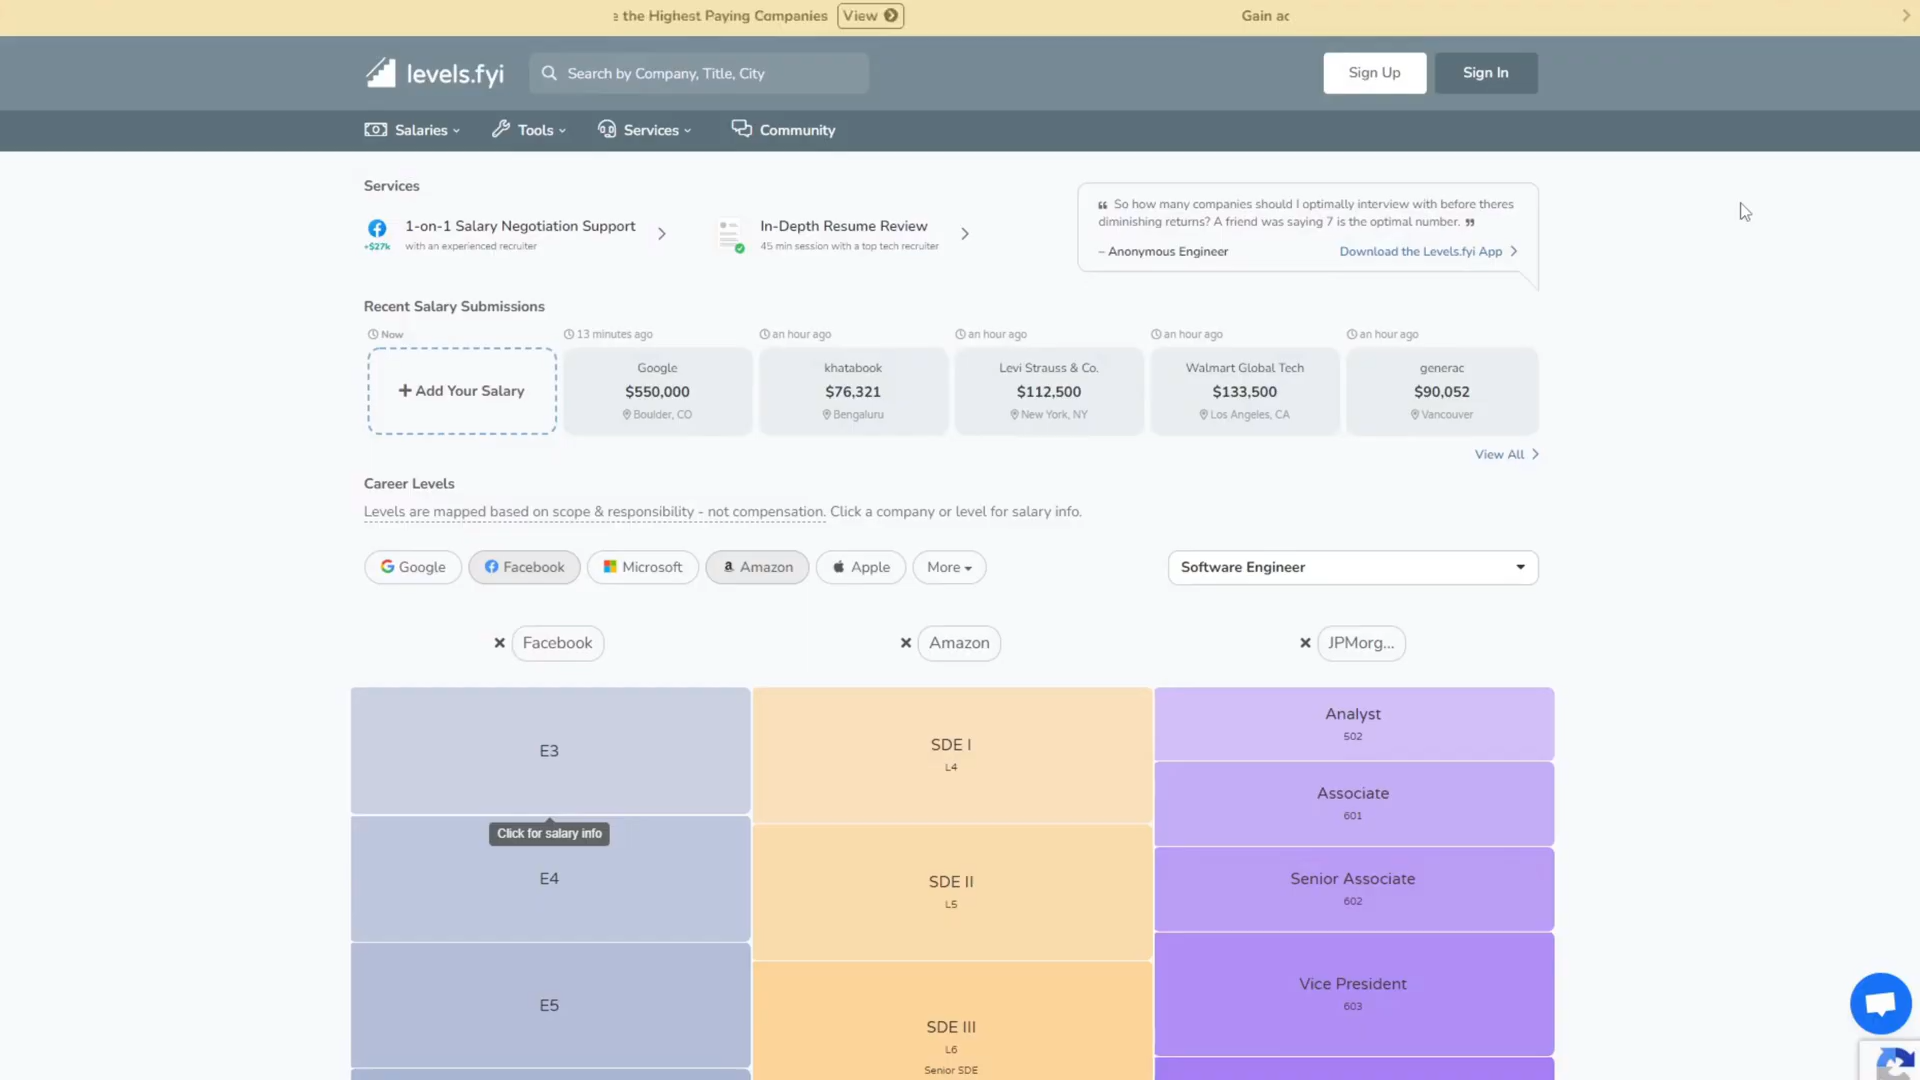 the Highest Paying Companies View
Gain
levels.fyi
Search by Company, Title, City
Sign Up
Sign In
Salaries
Tools
Services
Community
Services
1-on-1 Salary Negotiation Support
+$27k
with an experienced recruiter
In-Depth Resume Review
45 min session with a top tech recruiter
❝ So how many companies should I optimally interview with before theres
diminishing returns? A friend was saying 7 is the optimal number. ❞
– Anonymous Engineer
Download the Levels.fyi App
Recent Salary Submissions
Now
13 minutes ago
an hour ago
an hour ago
an hour ago
an hour ago
+ Add Your Salary
Google
$550,000
Boulder, CO
khatabook
$76,321
Bengaluru
Levi Strauss & Co.
$112,500
New York, NY
Walmart Global Tech
$133,500
Los Angeles, CA
generac
$90,052
Vancouver
View All
Career Levels
Levels are mapped based on scope & responsibility - not compensation. Click a company or level for salary info.
Google
Facebook
Microsoft
Amazon
Apple
More
Software Engineer
× Facebook
× Amazon
× JPMorg...
E3
Click for salary info
E4
E5
SDE I
L4
SDE II
L5
SDE III
L6
Senior SDE
Analyst
502
Associate
601
Senior Associate
602
Vice President
603